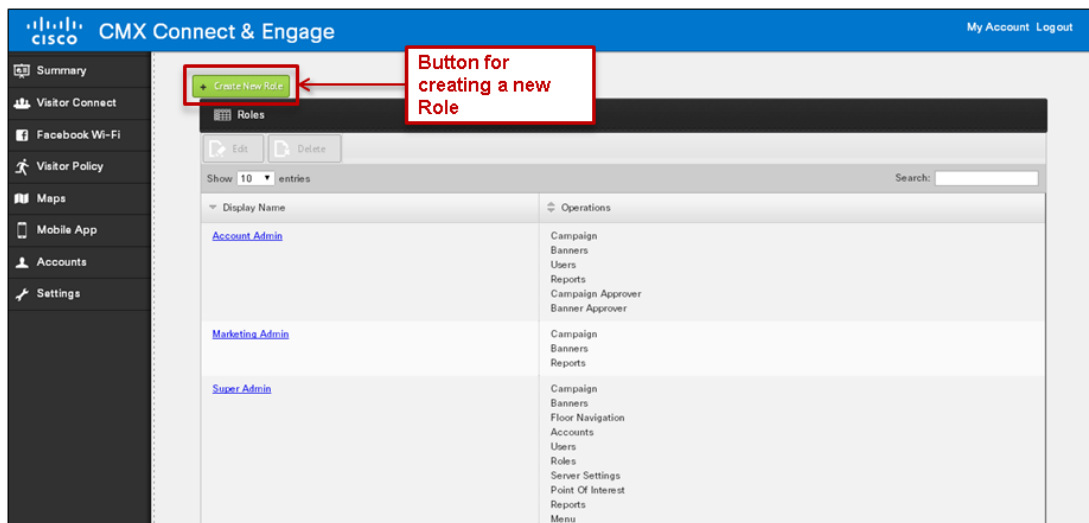 CISCO
CMX Connect & Engage
My Account Logout
Summary
Visitor Connect
Facebook Wi-Fi
Visitor Policy
Maps
Mobile App
Accounts
Settings
+ Create New Role
Button for
creating a new
Role
Roles
Edit
Delete
Show 10 entries
Search:
Display Name
Operations
Account Admin
Campaign
Banners
Users
Reports
Campaign Approver
Banner Approver
Marketing Admin
Campaign
Banners
Reports
Super Admin
Campaign
Banners
Floor Navigation
Accounts
Users
Roles
Server Settings
Point Of Interest
Reports
Menu